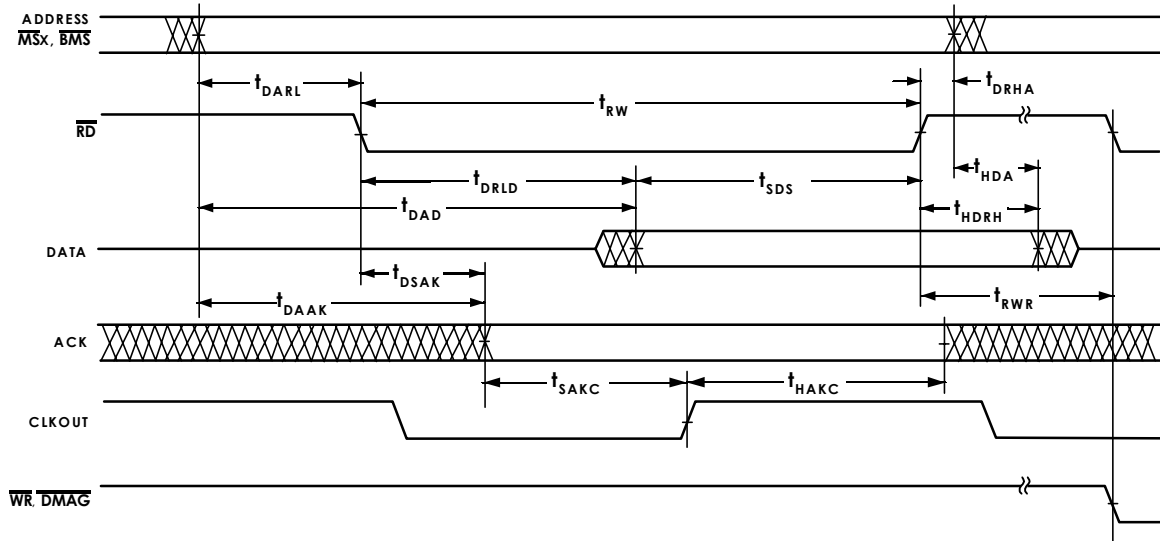 ADDRESS
MSx, BMS
tDARL
tDRHA
tRW
RD
tDRLD
tSDS
tHDA
tDAD
tHDRH
DATA
tDSAK
tDAAK
tRWR
ACK
tSAKC
tHAKC
CLKOUT
WR, DMAG